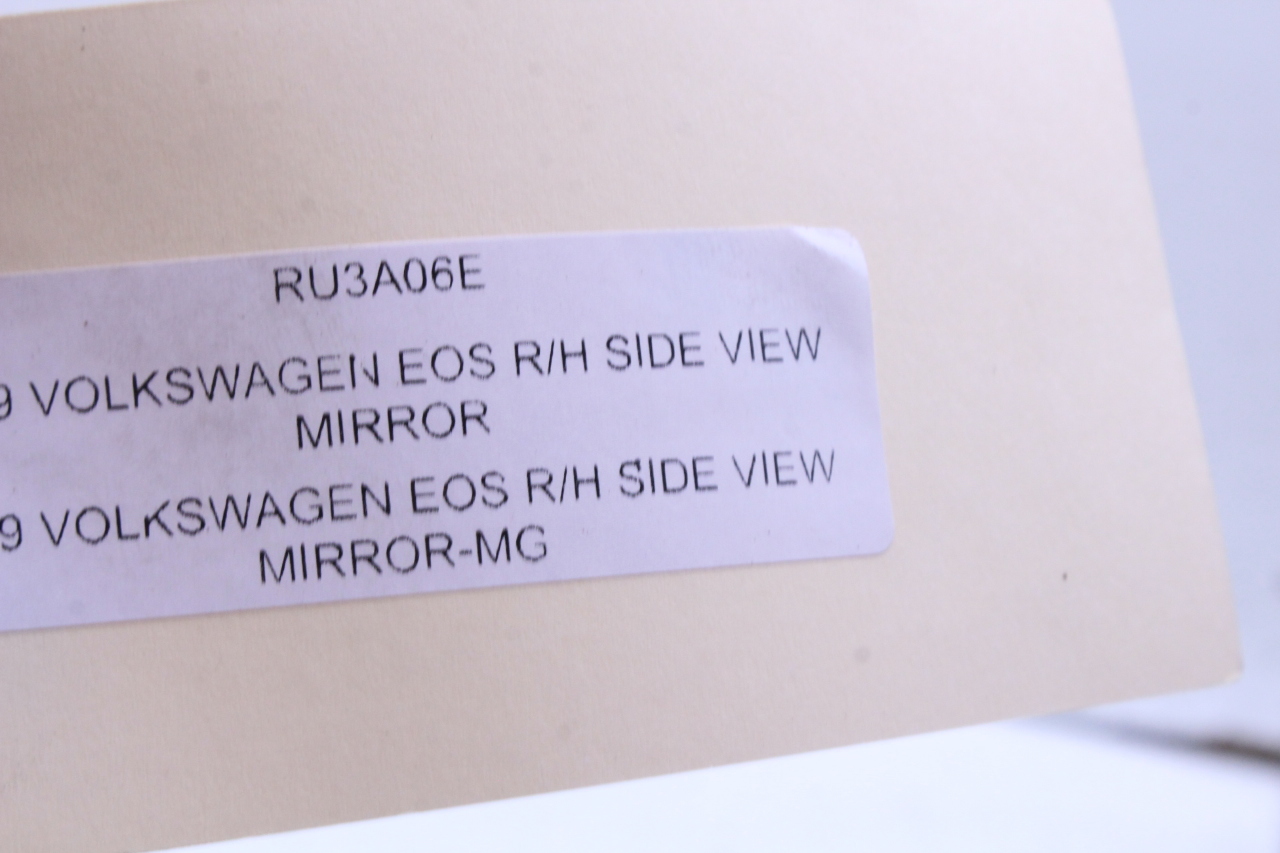 RU3A06E
9 VOLKSWAGEN EOS R/H SIDE VIEW
MIRROR
9 VOLKSWAGEN EOS R/H SIDE VIEW
MIRROR-MG